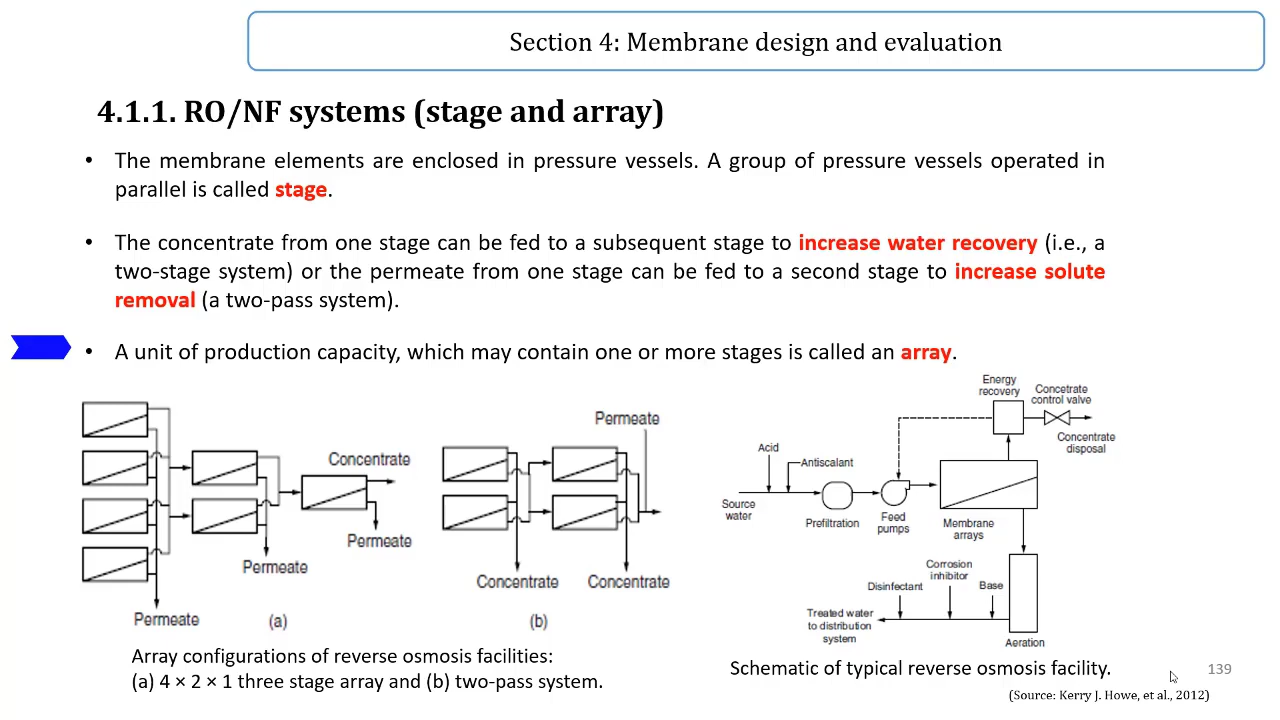 Section 4: Membrane design and evaluation
4.1.1. RO/NF systems (stage and array)
• The membrane elements are enclosed in pressure vessels. A group of pressure vessels operated in
parallel is called stage.
• The concentrate from one stage can be fed to a subsequent stage to increase water recovery (i.e., a
two-stage system) or the permeate from one stage can be fed to a second stage to increase solute
removal (a two-pass system).
• A unit of production capacity, which may contain one or more stages is called an array.
Concentrate
Permeate
Permeate
Permeate
(a)
Permeate
Concentrate
Concentrate
(b)
Array configurations of reverse osmosis facilities:
(a) 4 × 2 × 1 three stage array and (b) two-pass system.
Energy
recovery
Concetrate
control valve
Concentrate
disposal
Acid
Antiscalant
Source
water
Prefiltration
Feed
pumps
Membrane
arrays
Corrosion
inhibitor
Disinfectant
Base
Treated water
to distribution
system
Aeration
Schematic of typical reverse osmosis facility.
139
(Source: Kerry J. Howe, et al., 2012)